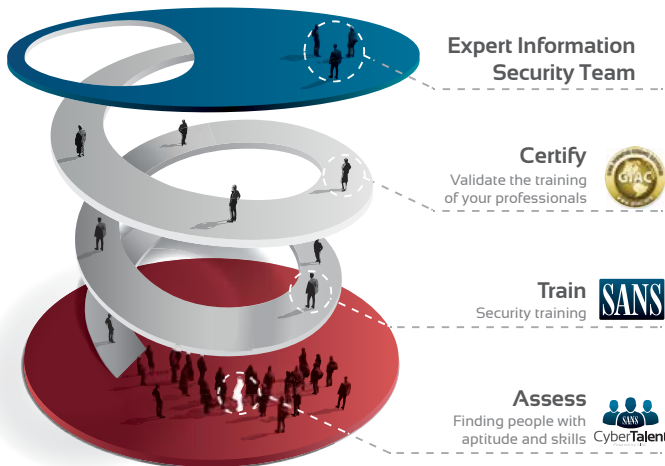 Expert Information
Security Team
Certify
Validate the training
of your professionals
GIAC
Train
Security training
SANS
Assess
Finding people with
aptitude and skills
SANS
CyberTalent